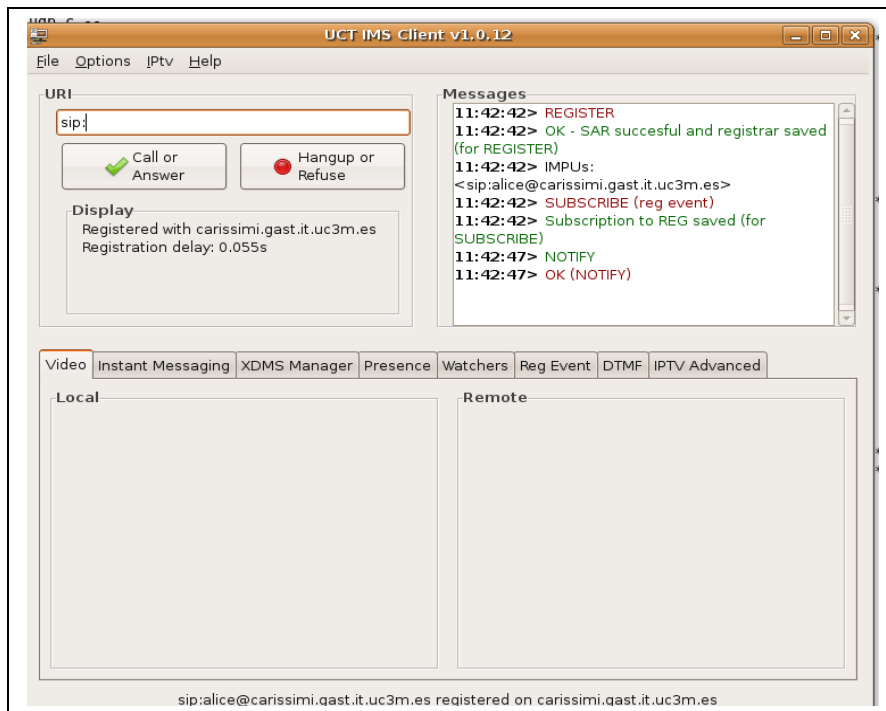 UCT IMS Client v1.0.12
File Options IPtv Help
URI
sip:
Call or
Answer
Hangup or
Refuse
Display
Registered with carissimi.gast.it.uc3m.es
Registration delay: 0.055s
Messages
11:42:42> REGISTER
11:42:42> OK - SAR succesful and registrar saved
(for REGISTER)
11:42:42> IMPUs:
<sip:alice@carissimi.gast.it.uc3m.es>
11:42:42> SUBSCRIBE (reg event)
11:42:42> Subscription to REG saved (for
SUBSCRIBE)
11:42:47> NOTIFY
11:42:47> OK (NOTIFY)
Video Instant Messaging XDMS Manager Presence Watchers Reg Event DTMF IPTV Advanced
Local
Remote
sip:alice@carissimi.gast.it.uc3m.es registered on carissimi.gast.it.uc3m.es